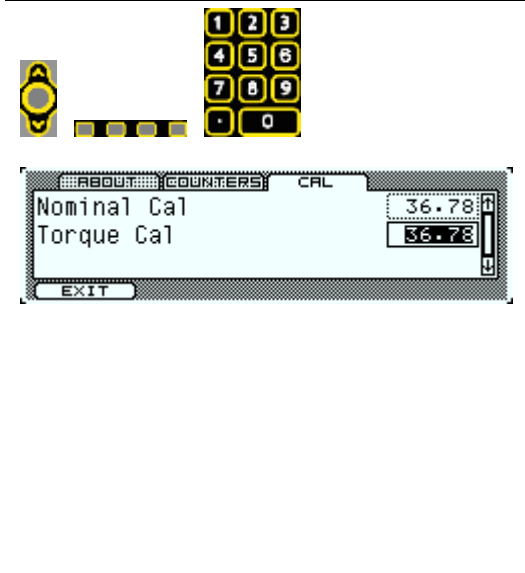 1 2 3
4 5 6
7 8 9
. 0
ABOUT COUNTERS CAL
Nominal Cal 36.78
Torque Cal 36.78
EXIT